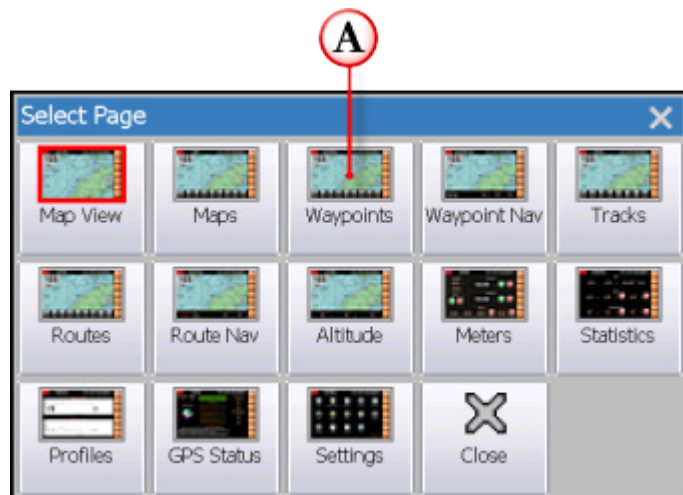 A
Select Page
Map View Maps Waypoints Waypoint Nav Tracks
Routes Route Nav Altitude Meters Statistics
Profiles GPS Status Settings Close